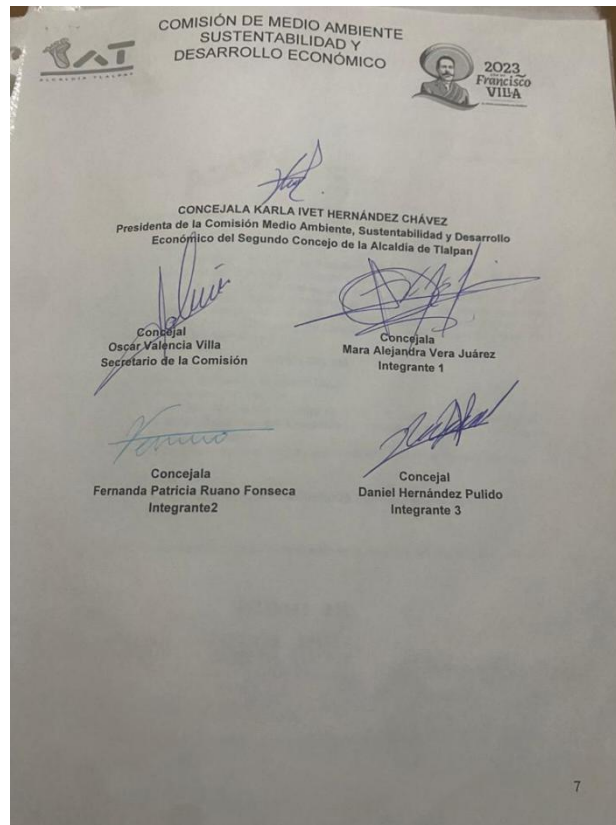 COMISIÓN DE MEDIO AMBIENTE
SUSTENTABILIDAD Y
DESARROLLO ECONÓMICO
AT
ALCALDÍA TLALPAN
2023
Francisco
VILLA
CONCEJALA KARLA IVET HERNÁNDEZ CHÁVEZ
Presidenta de la Comisión Medio Ambiente, Sustentabilidad y Desarrollo
Económico del Segundo Concejo de la Alcaldía de Tlalpan
Concejal
Oscar Valencia Villa
Secretario de la Comisión
Concejala
Mara Alejandra Vera Juárez
Integrante 1
Concejala
Fernanda Patricia Ruano Fonseca
Integrante2
Concejal
Daniel Hernández Pulido
Integrante 3
7